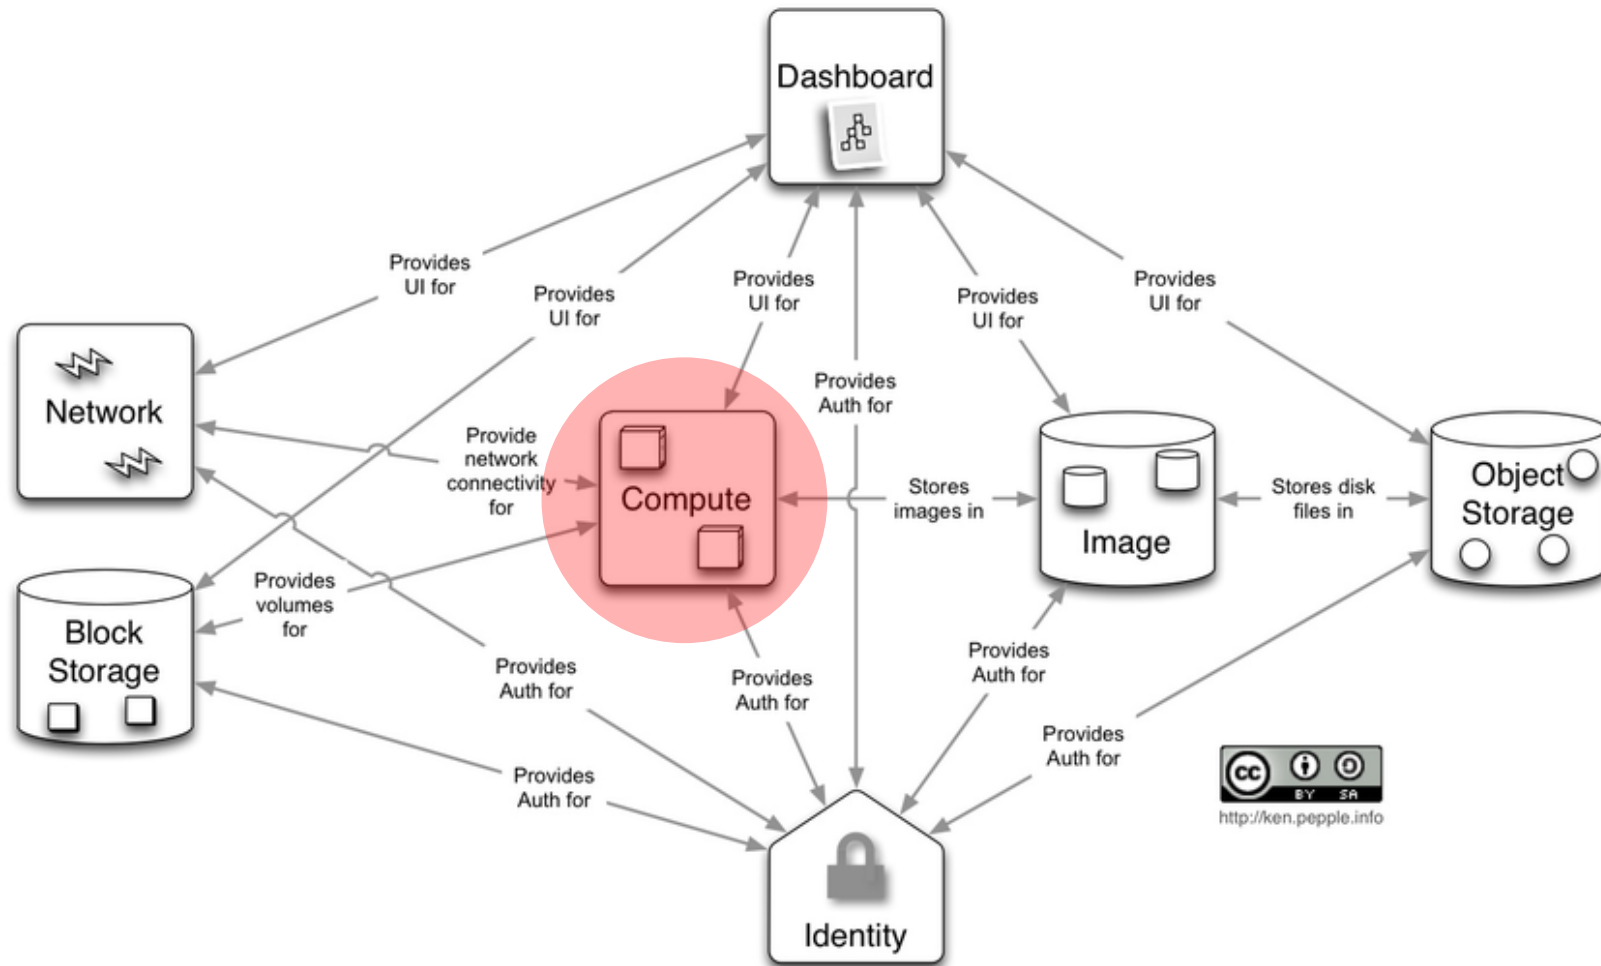 Dashboard
Provides
UI for
Provides
UI for
Provides
UI for
Provides
UI for
Provides
UI for
Network
Provide
network
connectivity
for
Compute
Provides
Auth for
Stores
images in
Image
Stores disk
files in
Object
Storage
Block
Storage
Provides
volumes
for
Provides
Auth for
Provides
Auth for
Provides
Auth for
Provides
Auth for
Provides
Auth for
cc
BY SA
http://ken.pepple.info
Identity